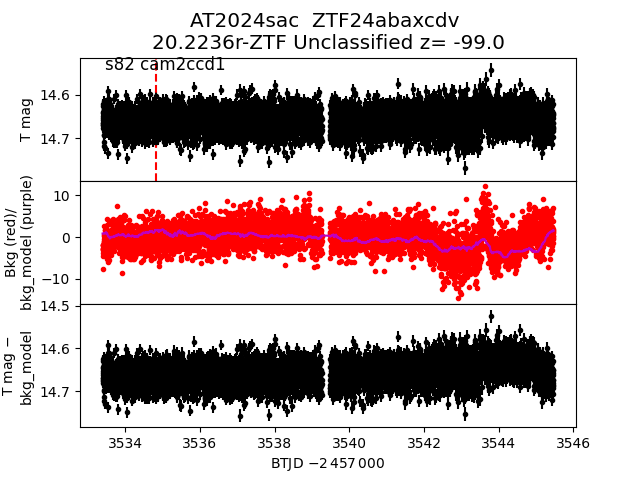 AT2024sac  ZTF24abaxcdv
20.2236r-ZTF Unclassified z= -99.0
s82 cam2ccd1
14.6
14.7
T mag
10
0
−10
Bkg (red)/
bkg_model (purple)
14.5
14.6
14.7
T mag −
bkg_model
3534
3536
3538
3540
3542
3544
3546
BTJD −2 457 000